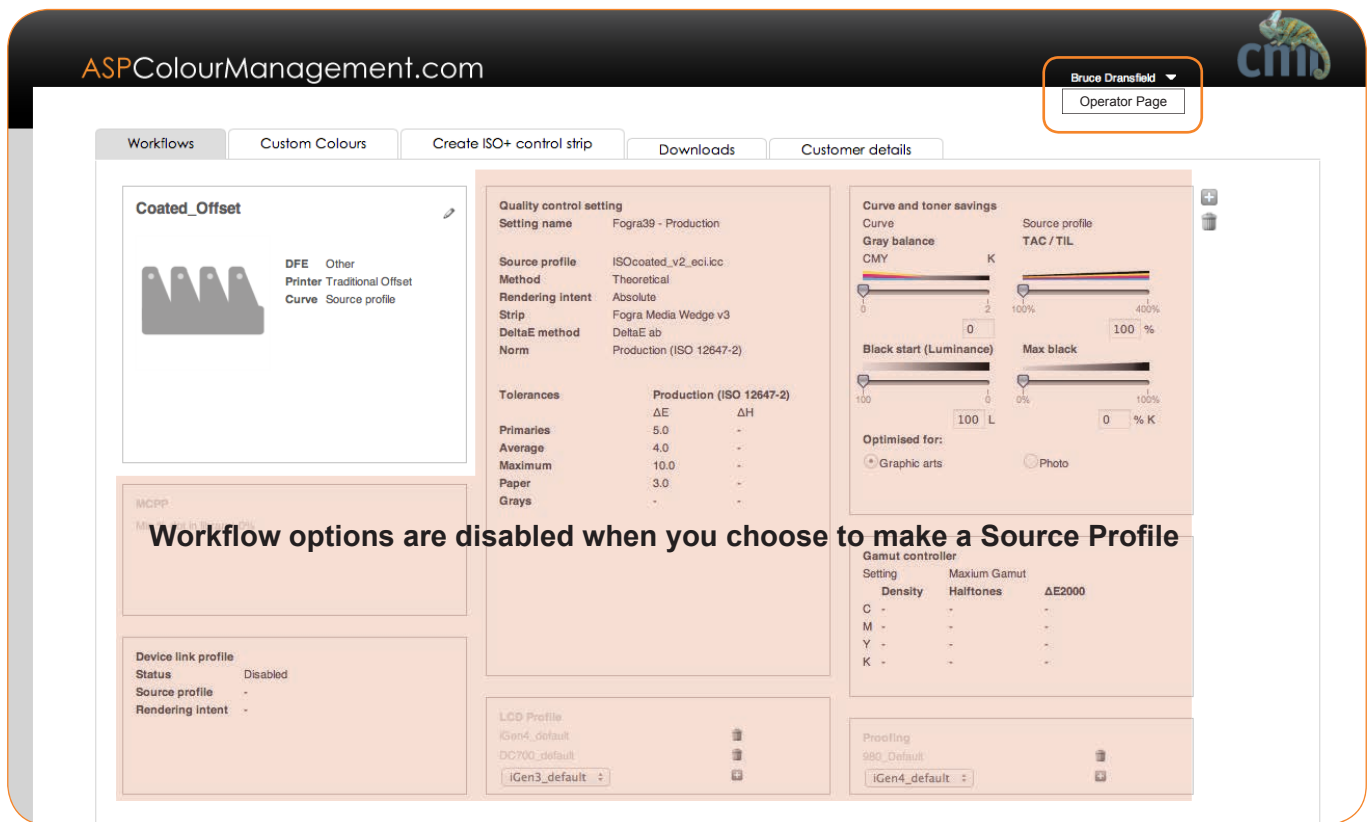 ASPColourManagement.com
cmi
Bruce Dransfield
Operator Page
Workflows
Custom Colours
Create ISO+ control strip
Downloads
Customer details
Coated_Offset
DFE Other
Printer Traditional Offset
Curve Source profile
Quality control setting
Setting name Fogra39 - Production
Source profile ISOcoated_v2_eci.icc
Method Theoretical
Rendering intent Absolute
Strip Fogra Media Wedge v3
DeltaE method DeltaE ab
Norm Production (ISO 12647-2)
Tolerances Production (ISO 12647-2)
ΔE ΔH
Primaries 5.0 -
Average 4.0 -
Maximum 10.0 -
Paper 3.0 -
Grays - -
Curve and toner savings
Curve Source profile
Gray balance TAC / TIL
CMY K
0 2 100% 400%
0 100 %
Black start (Luminance) Max black
100 0 0% 100%
100 L 0 % K
Optimised for:
Graphic arts Photo
MCPP
Workflow options are disabled when you choose to make a Source Profile
Gamut controller
Setting Maxium Gamut
Density Halftones ΔE2000
C - - -
M - - -
Y - - -
K - - -
Device link profile
Status Disabled
Source profile -
Rendering intent -
LCD Profile
iGen4_default
DC700_default
iGen3_default
Proofing
980_Default
iGen4_default